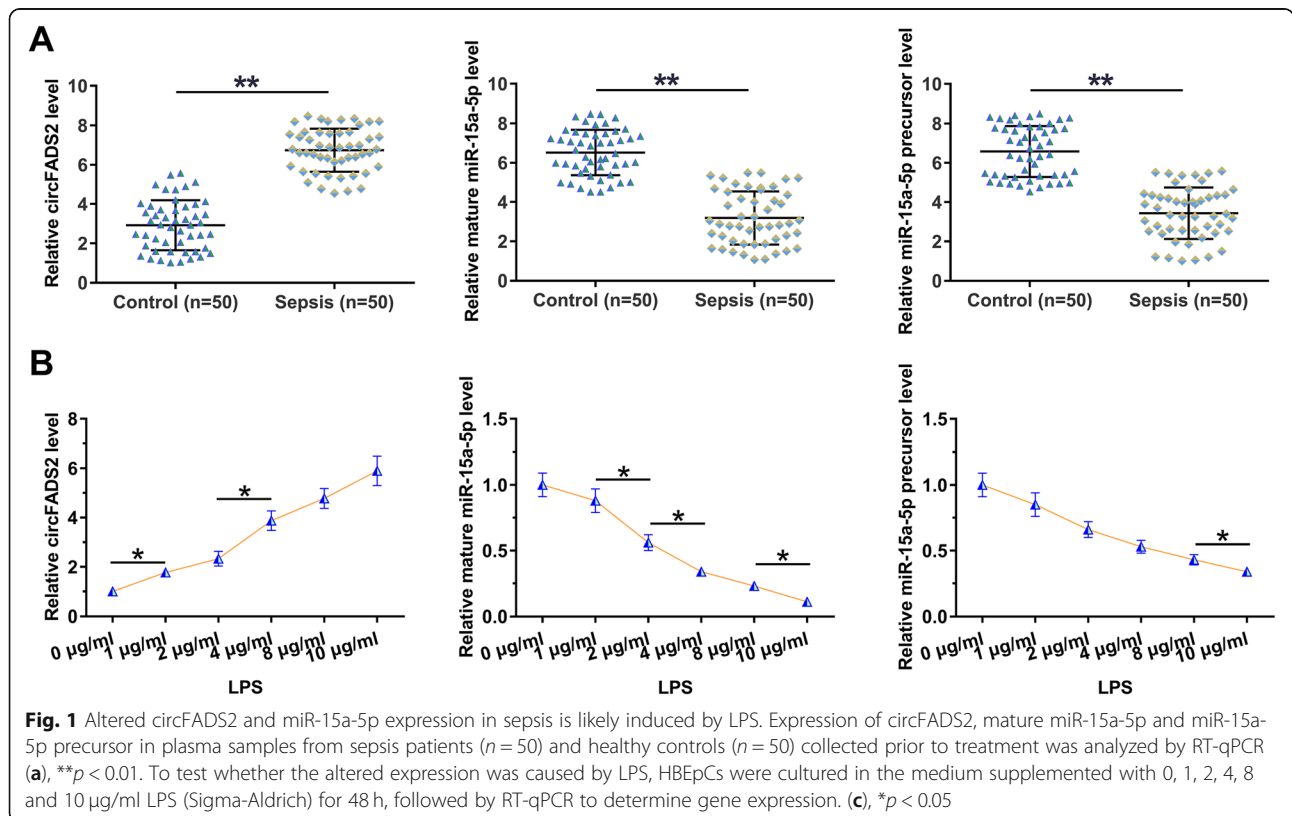 A
Relative circFADS2 level
10
8
6
4
2
0
**
Control (n=50)
Sepsis (n=50)
Relative mature miR-15a-5p level
10
8
6
4
2
0
**
Control (n=50)
Sepsis (n=50)
Relative miR-15a-5p precursor level
10
8
6
4
2
0
**
Control (n=50)
Sepsis (n=50)
B
Relative circFADS2 level
8
6
4
2
0
*
*
0 µg/ml
1 µg/ml
2 µg/ml
4 µg/ml
8 µg/ml
10 µg/ml
LPS
Relative mature miR-15a-5p level
1.5
1.0
0.5
0.0
*
*
*
0 µg/ml
1 µg/ml
2 µg/ml
4 µg/ml
8 µg/ml
10 µg/ml
LPS
Relative miR-15a-5p precursor level
1.5
1.0
0.5
0.0
*
0 µg/ml
1 µg/ml
2 µg/ml
4 µg/ml
8 µg/ml
10 µg/ml
LPS
Fig. 1 Altered circFADS2 and miR-15a-5p expression in sepsis is likely induced by LPS. Expression of circFADS2, mature miR-15a-5p and miR-15a-
5p precursor in plasma samples from sepsis patients (n = 50) and healthy controls (n = 50) collected prior to treatment was analyzed by RT-qPCR
(a), **p < 0.01. To test whether the altered expression was caused by LPS, HBEpCs were cultured in the medium supplemented with 0, 1, 2, 4, 8
and 10 µg/ml LPS (Sigma-Aldrich) for 48 h, followed by RT-qPCR to determine gene expression. (c), *p < 0.05